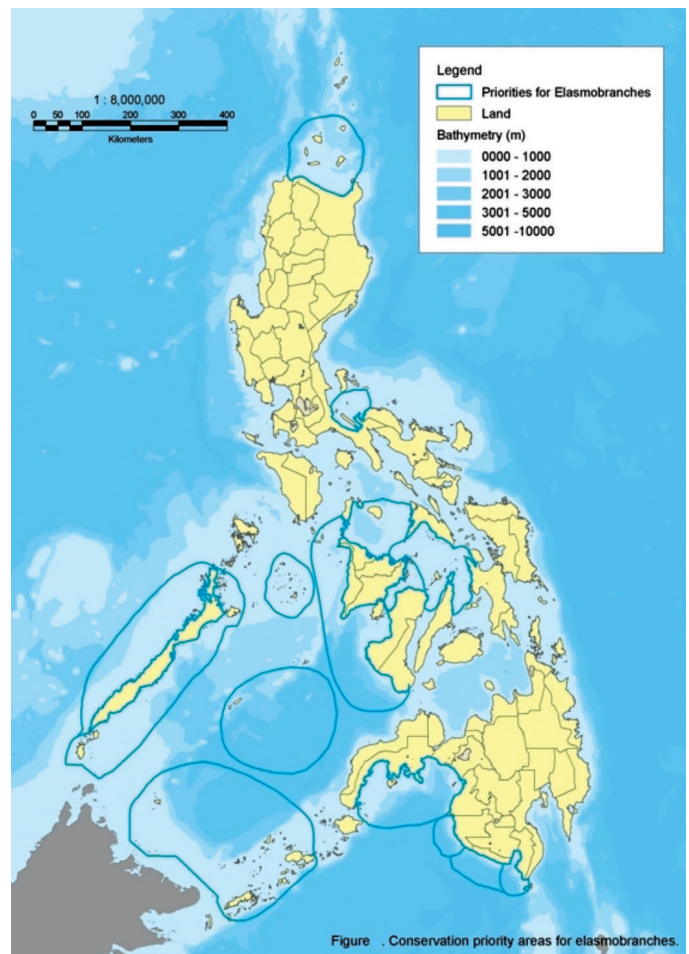 1 : 8,000,000
0 50 100 200 300 400
Kilometers
Legend
Priorities for Elasmobranches
Land
Bathymetry (m)
0000 - 1000
1001 - 2000
2001 - 3000
3001 - 5000
5001 -10000
Figure . Conservation priority areas for elasmobranches.